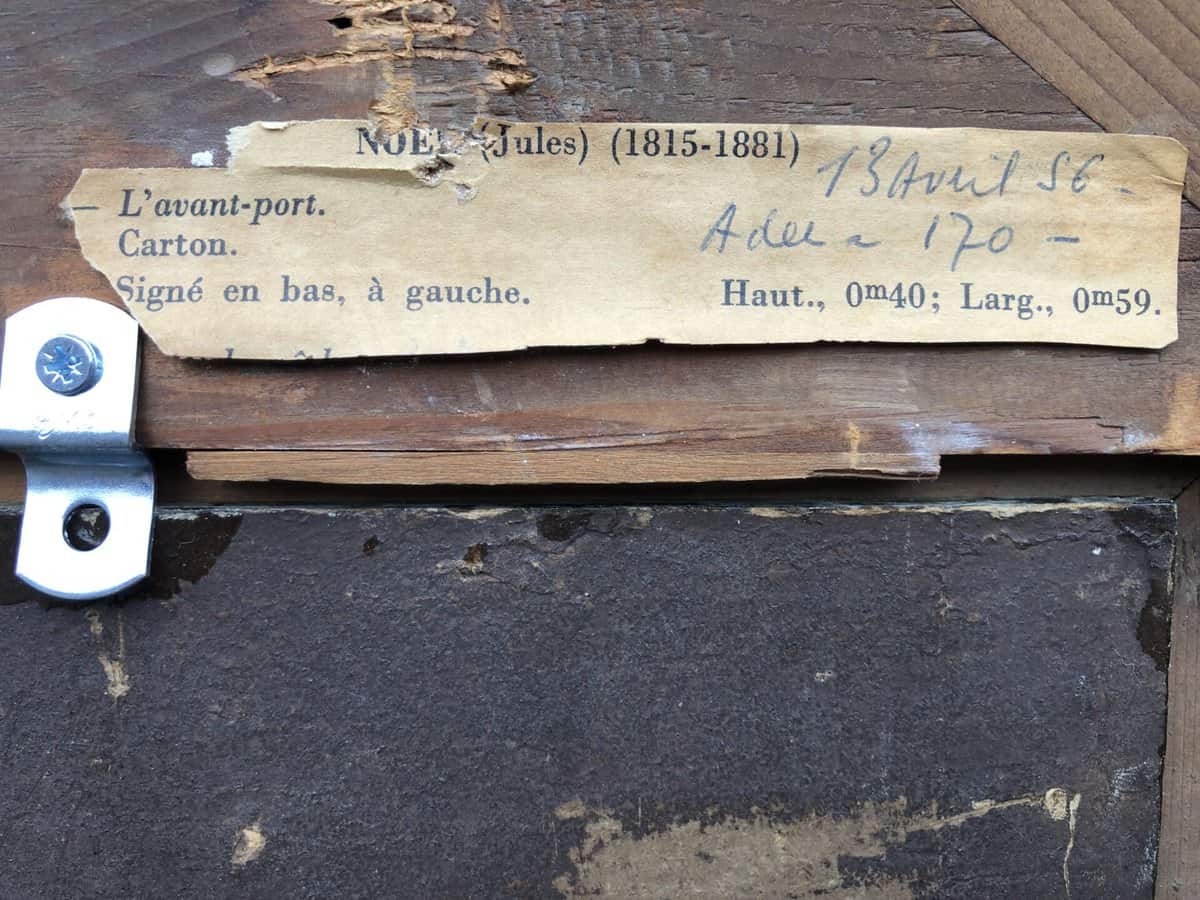 NOEL (Jules) (1815-1881)
13 Avril 56 -
— L'avant-port.
Ader ~ 170 -
Carton.
Signé en bas, à gauche.
Haut., 0m40; Larg., 0m59.